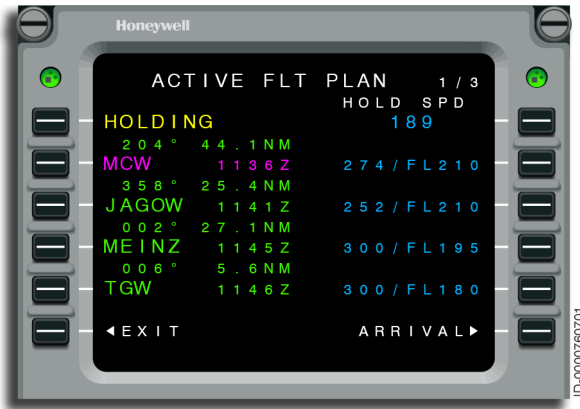 Honeywell
ACTIVE FLT PLAN 1/3
HOLD SPD
HOLDING 189
204° 44.1NM
MCW 1136Z 274/FL210
358° 25.4NM
JAGOW 1141Z 252/FL210
002° 27.1NM
MEINZ 1145Z 300/FL195
006° 5.6NM
TGW 1146Z 300/FL180
◀EXIT ARRIVAL▶
ID-0000760701